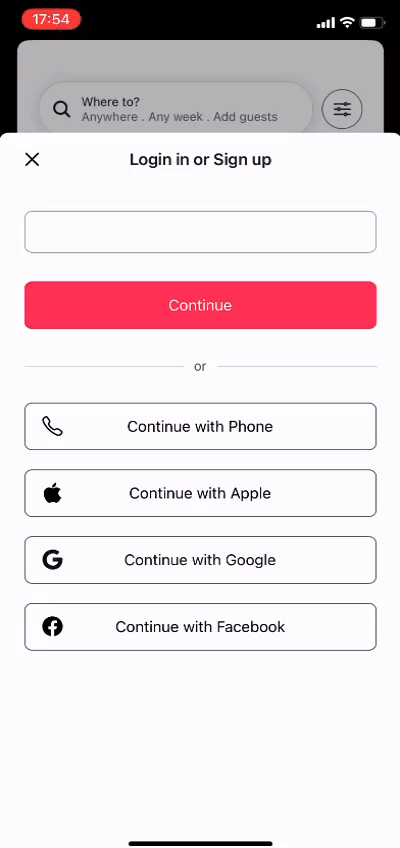 17:54
Where to?
Anywhere . Any week . Add guests
Login in or Sign up
Continue
or
Continue with Phone
Continue with Apple
Continue with Google
Continue with Facebook